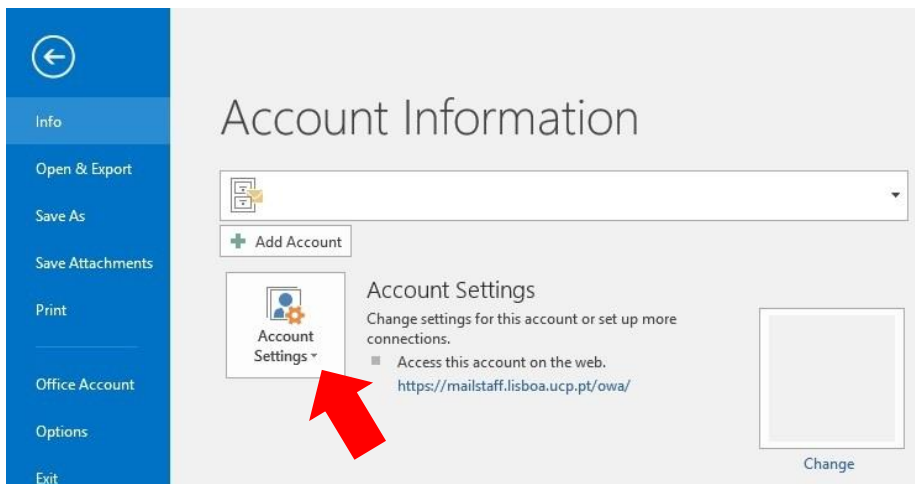 Info
Open & Export
Save As
Save Attachments
Print
Office Account
Options
Exit
Account Information
Add Account
Account
Settings
Account Settings
Change settings for this account or set up more
connections.
Access this account on the web.
https://mailstaff.lisboa.ucp.pt/owa/
Change